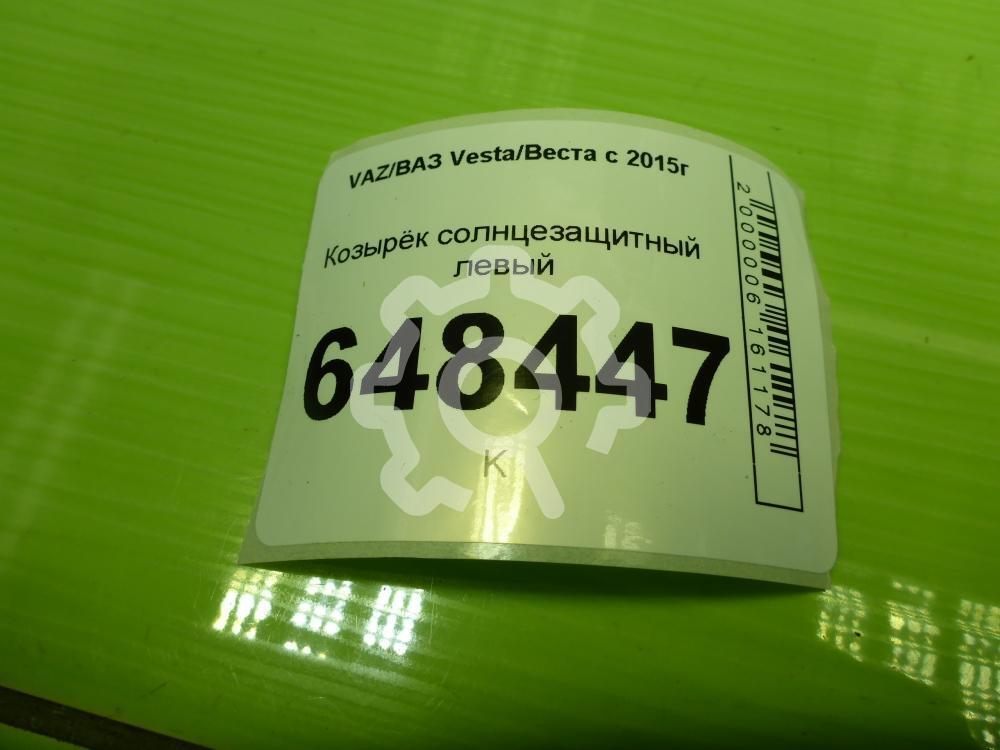 VAZ/ВАЗ Vesta/Веста с 2015г
Козырёк солнцезащитный
левый
648447
К
2000006161178